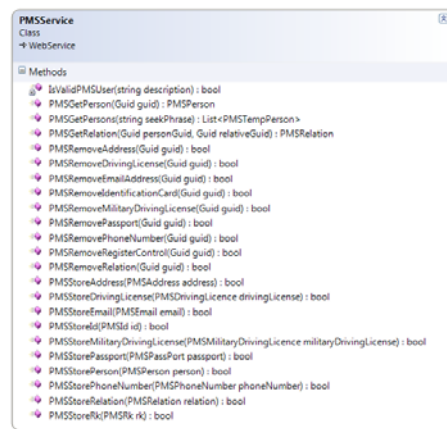 PMSService
Class
WebService
Methods
IsValidPMSUser(string description) : bool
PMSGetPerson(Guid guid) : PMSPerson
PMSGetPersons(string seekPhrase) : List<PMSTempPerson>
PMSGetRelation(Guid personGuid, Guid relativeGuid) : PMSRelation
PMSRemoveAddress(Guid guid) : bool
PMSRemoveDrivingLicense(Guid guid) : bool
PMSRemoveEmailAddress(Guid guid) : bool
PMSRemoveIdentificationCard(Guid guid) : bool
PMSRemoveMilitaryDrivingLicense(Guid guid) : bool
PMSRemovePassport(Guid guid) : bool
PMSRemovePhoneNumber(Guid guid) : bool
PMSRemoveRegisterControl(Guid guid) : bool
PMSRemoveRelation(Guid guid) : bool
PMSStoreAddress(PMSAddress address) : bool
PMSStoreDrivingLicense(PMSDrivingLicence drivingLicense) : bool
PMSStoreEmail(PMSEmail email) : bool
PMSStoreId(PMSId id) : bool
PMSStoreMilitaryDrivingLicense(PMSMilitaryDrivingLicence militaryDrivingLicense) : bool
PMSStorePassport(PMSPassPort passport) : bool
PMSStorePerson(PMSPerson person) : bool
PMSStorePhoneNumber(PMSPhoneNumber phoneNumber) : bool
PMSStoreRelation(PMSRelation relation) : bool
PMSStoreRk(PMSRk rk) : bool